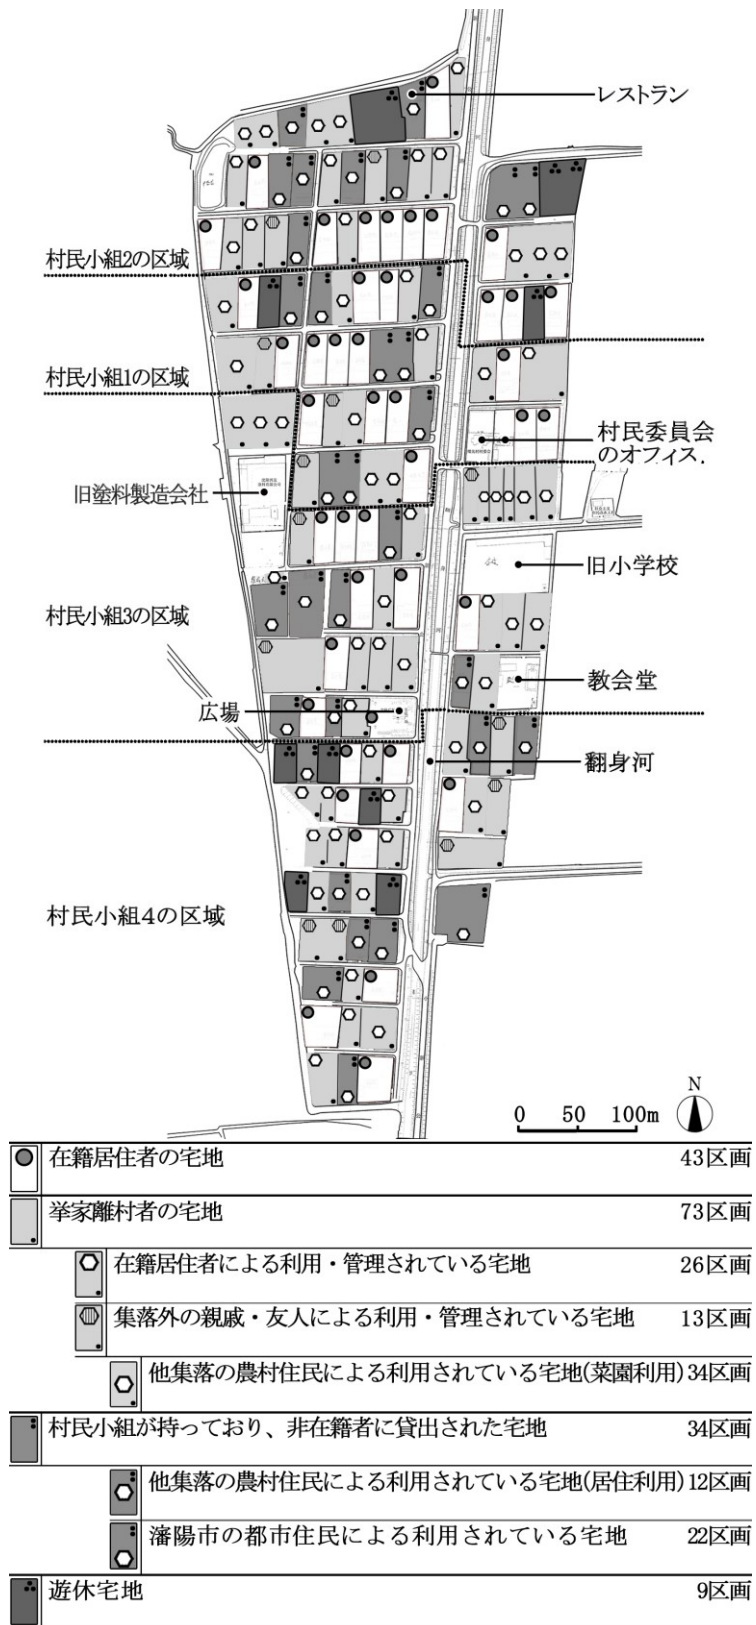 レストラン
村民小組2の区域
村民小組1の区域
村民委員会
のオフィス
旧塗料製造会社
旧小学校
村民小組3の区域
教会堂
広場
翻身河
村民小組4の区域
N
0 50 100m
在籍居住者の宅地 43区画
挙家離村者の宅地 73区画
在籍居住者による利用・管理されている宅地 26区画
集落外の親戚・友人による利用・管理されている宅地 13区画
他集落の農村住民による利用されている宅地(菜園利用) 34区画
村民小組が持っており、非在籍者に貸出された宅地 34区画
他集落の農村住民による利用されている宅地(居住利用) 12区画
瀋陽市の都市住民による利用されている宅地 22区画
遊休宅地 9区画